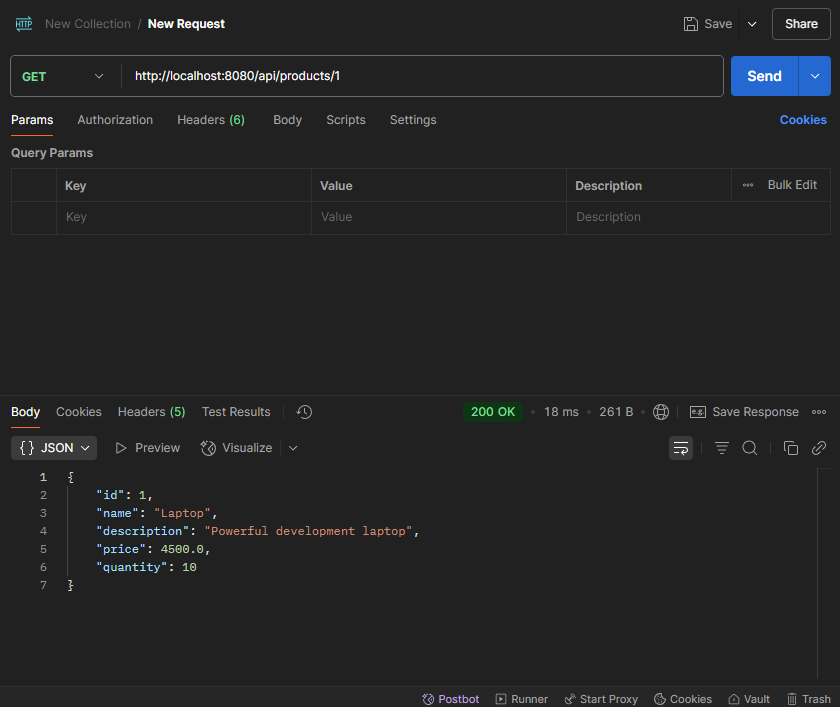 HTTP New Collection / New Request Save Share
GET http://localhost:8080/api/products/1 Send
Params Authorization Headers (6) Body Scripts Settings Cookies
Query Params
Key Value Description Bulk Edit
Key Value Description
Body Cookies Headers (5) Test Results 200 OK 18 ms 261 B e.g. Save Response
{} JSON Preview Visualize
1 {
2 "id": 1,
3 "name": "Laptop",
4 "description": "Powerful development laptop",
5 "price": 4500.0,
6 "quantity": 10
7 }
Postbot Runner Start Proxy Cookies Vault Trash